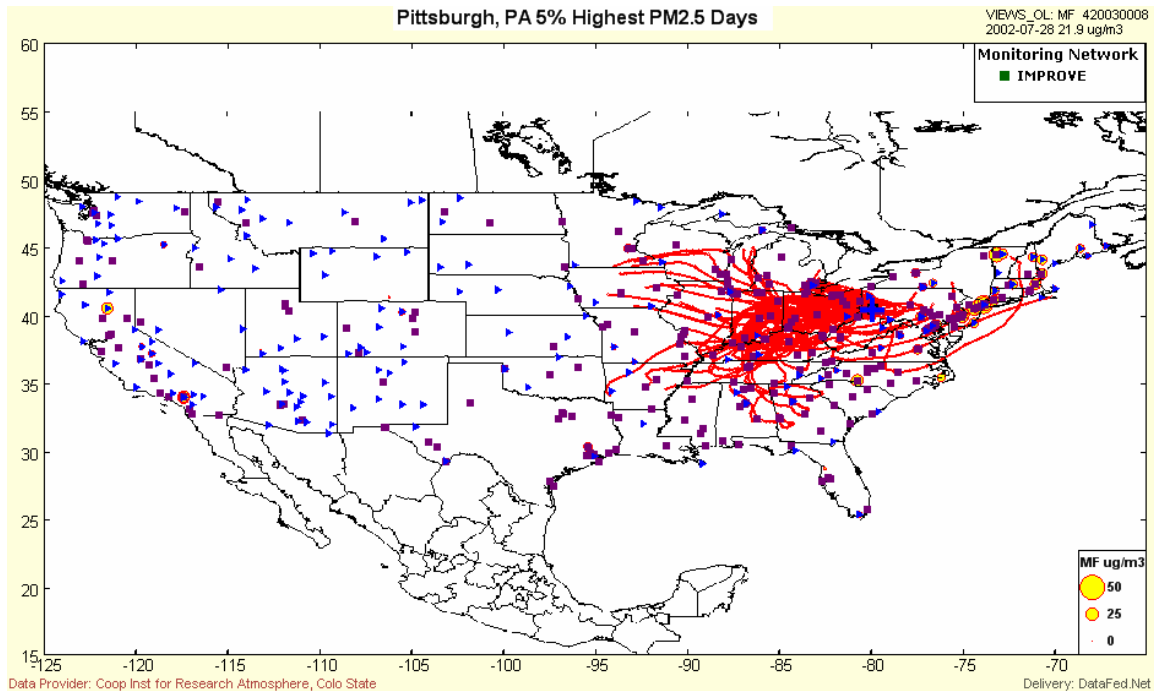 Pittsburgh, PA 5% Highest PM2.5 Days
VIEWS_OL: MF_420030008
2002-07-28 21.9 ug/m3
Monitoring Network
IMPROVE
60
55
50
45
40
35
30
25
20
15
-125 -120 -115 -110 -105 -100 -95 -90 -85 -80 -75 -70
MF ug/m3
50
25
0
Data Provider: Coop Inst for Research Atmosphere, Colo State
Delivery: DataFed.Net